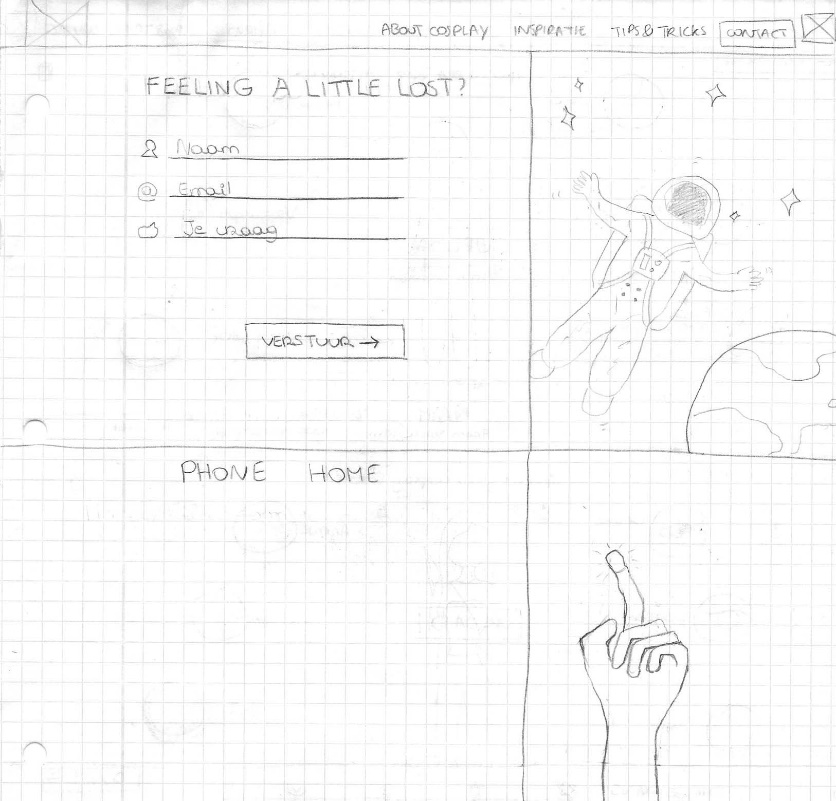 ABOUT COSPLAY INSPIRATIE TIPS & TRICKS CONTACT
FEELING A LITTLE LOST?
Naam
@ Email
Je vraag
VERSTUUR →
PHONE HOME